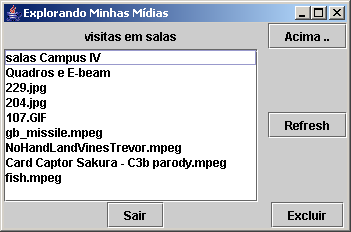 Explorando Minhas Mídias
visitas em salas
Acima ..
salas Campus IV
Quadros e E-beam
229.jpg
204.jpg
107.GIF
gb_missile.mpeg
NoHandLandVinesTrevor.mpeg
Card Captor Sakura - C3b parody.mpeg
fish.mpeg
Refresh
Sair
Excluir